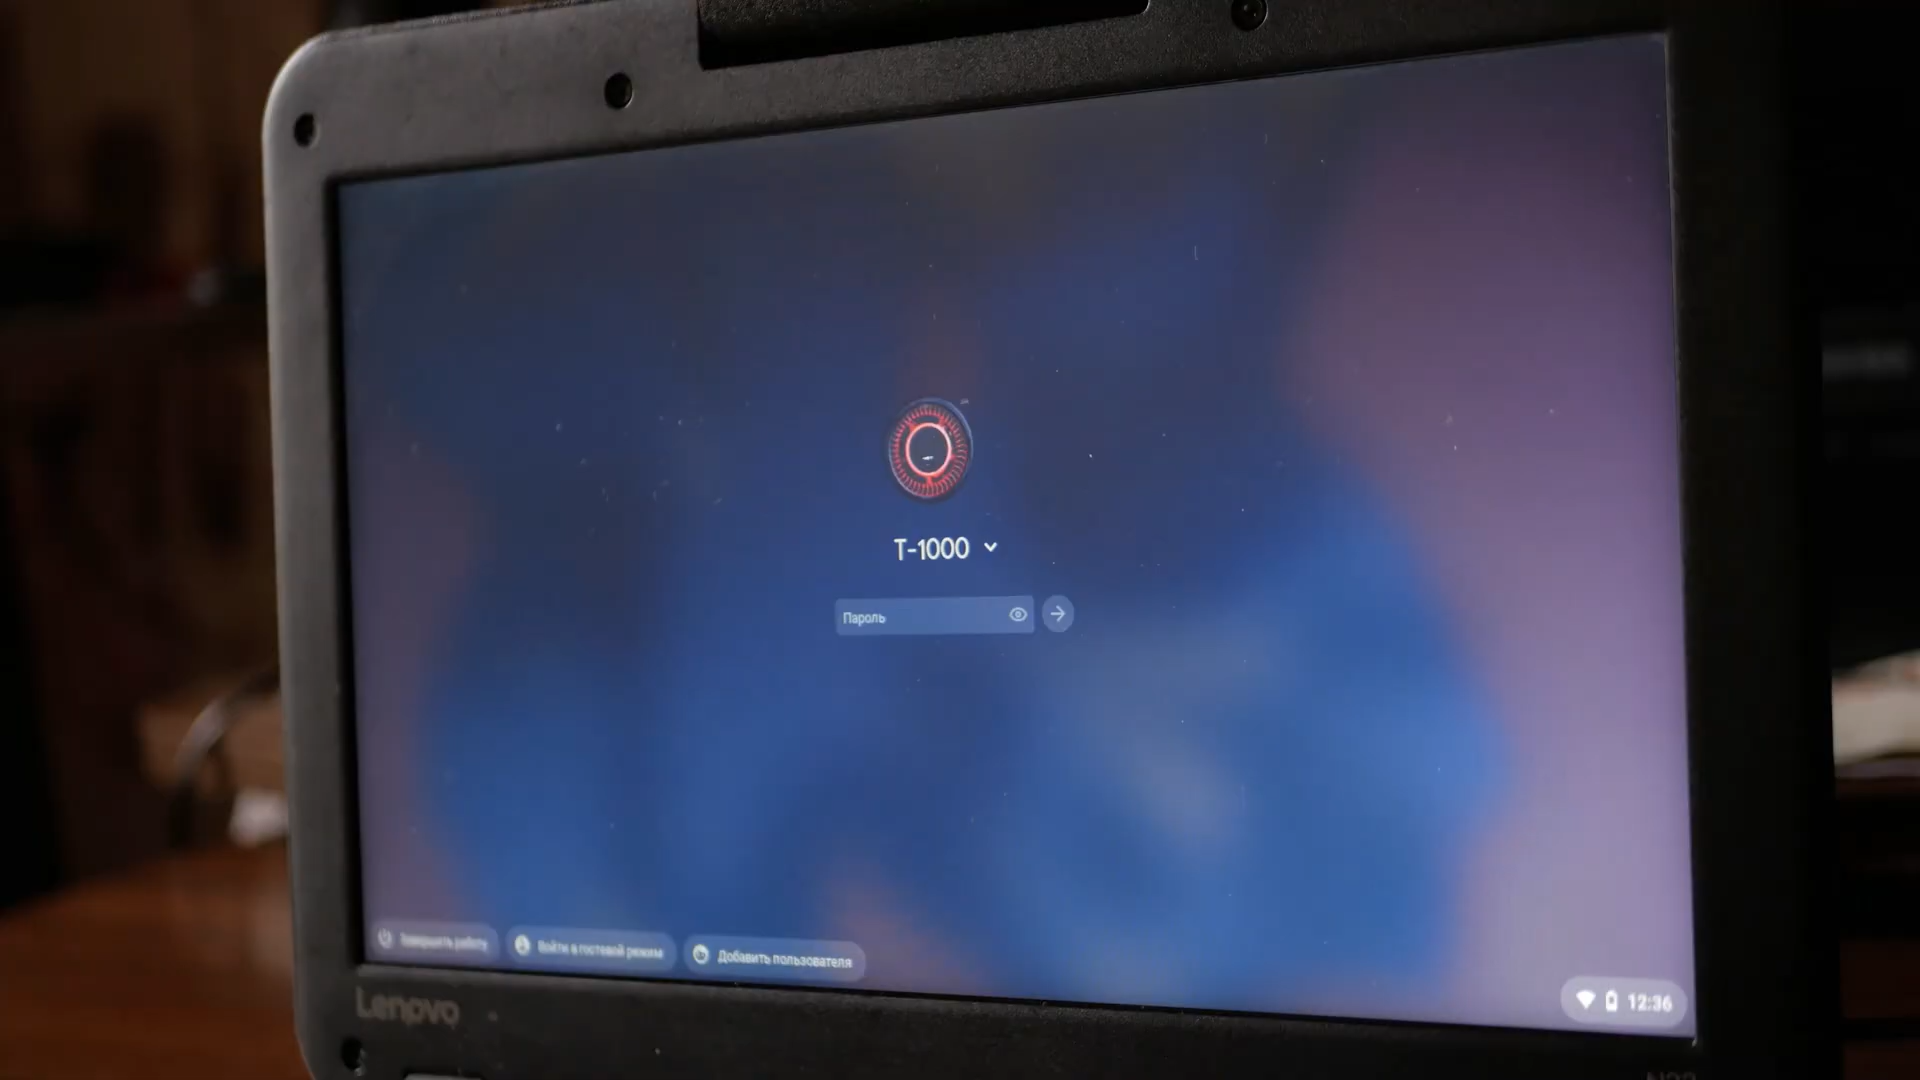 T-1000
Пароль
Завершить работу
Войти в гостевой режим
Добавить пользователя
12:36
Lenovo